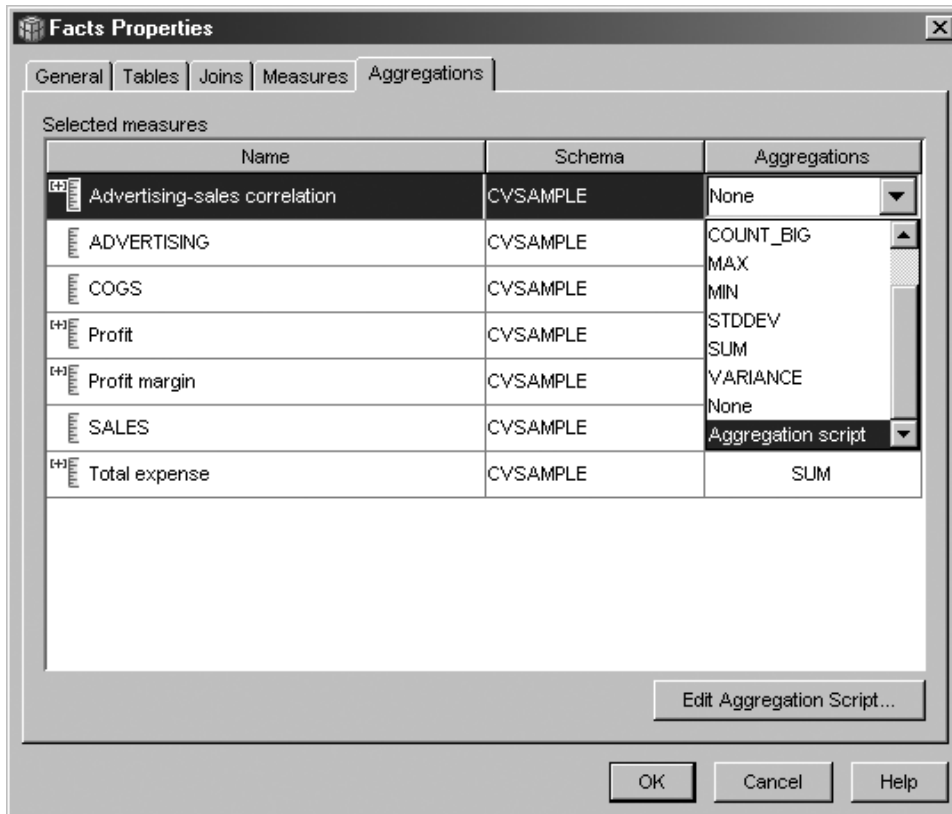 Facts Properties
General Tables Joins Measures Aggregations
Selected measures
Name Schema Aggregations
[+] Advertising-sales correlation CVSAMPLE None
ADVERTISING CVSAMPLE COUNT_BIG
MAX
COGS CVSAMPLE MIN
STDDEV
[+] Profit CVSAMPLE SUM
[+] Profit margin CVSAMPLE VARIANCE
None
SALES CVSAMPLE Aggregation script
[+] Total expense CVSAMPLE SUM
Edit Aggregation Script...
OK Cancel Help